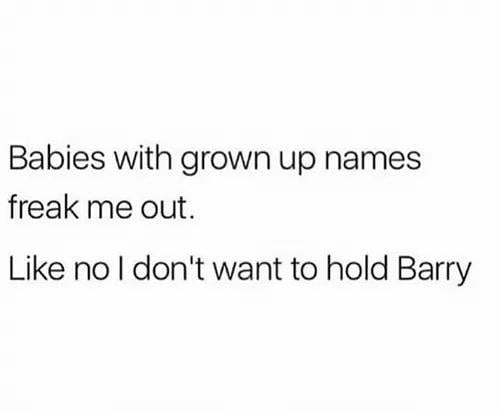 Babies with grown up names
freak me out.
Like no I don't want to hold Barry